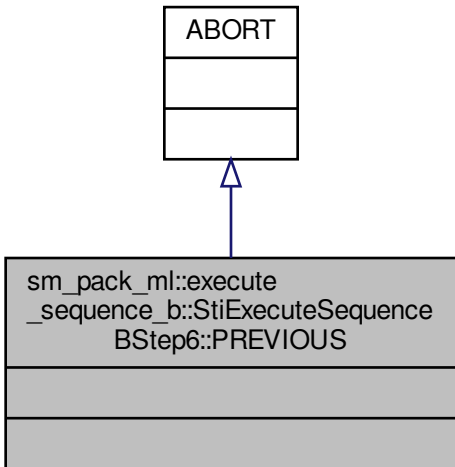 ABORT
sm_pack_ml::execute
_sequence_b::StiExecuteSequence
BStep6::PREVIOUS